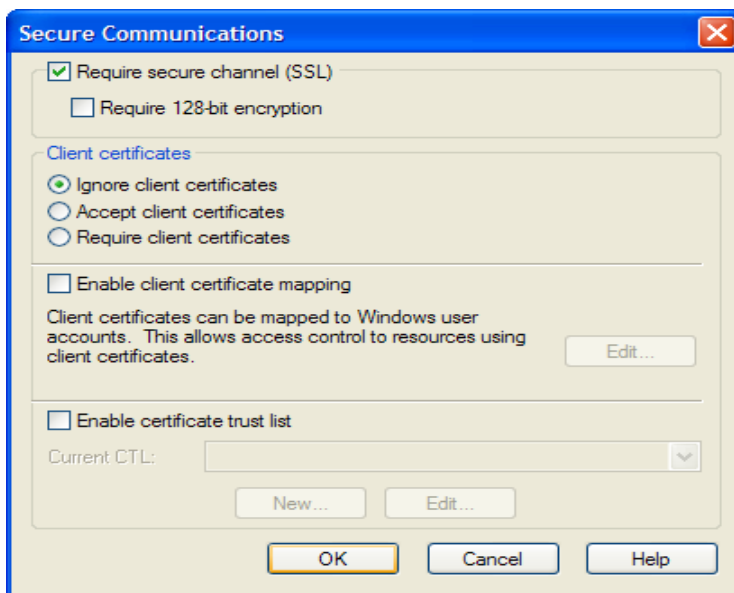 Secure Communications
Require secure channel (SSL)
Require 128-bit encryption
Client certificates
Ignore client certificates
Accept client certificates
Require client certificates
Enable client certificate mapping
Client certificates can be mapped to Windows user
accounts.  This allows access control to resources using
client certificates.
Edit...
Enable certificate trust list
Current CTL:
New... Edit...
OK Cancel Help